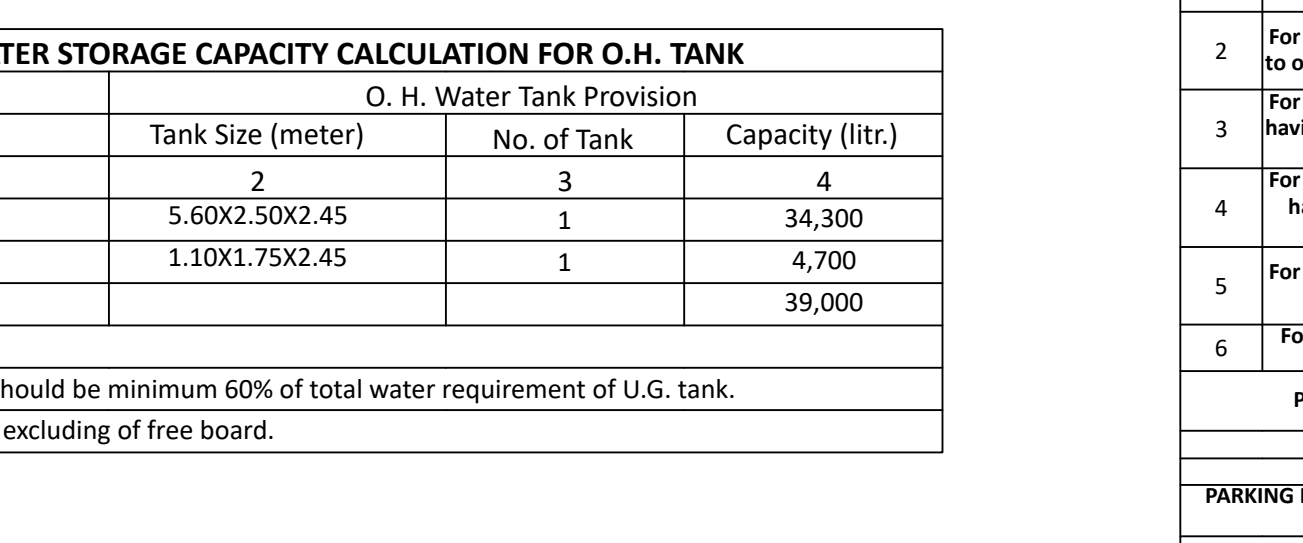 TER STORAGE CAPACITY CALCULATION FOR O.H. TANK
O. H. Water Tank Provision
Tank Size (meter) No. of Tank Capacity (litr.)
2 3 4
5.60X2.50X2.45 1 34,300
1.10X1.75X2.45 1 4,700
39,000
hould be minimum 60% of total water requirement of U.G. tank.
excluding of free board.
2 For
to o
3 For
havi
4 For
ha
5 For
6 Fo
P
PARKING